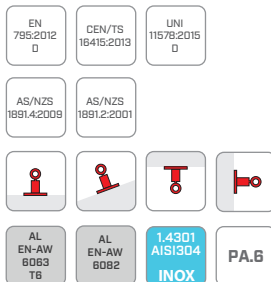 EN
795:2012
D
CEN/TS
16415:2013
UNI
11578:2015
D
AS/NZS
1891.4:2009
AS/NZS
1891.2:2001
AL
EN-AW
6063
T6
AL
EN-AW
6082
1.4301
AISI304
INOX
PA.6